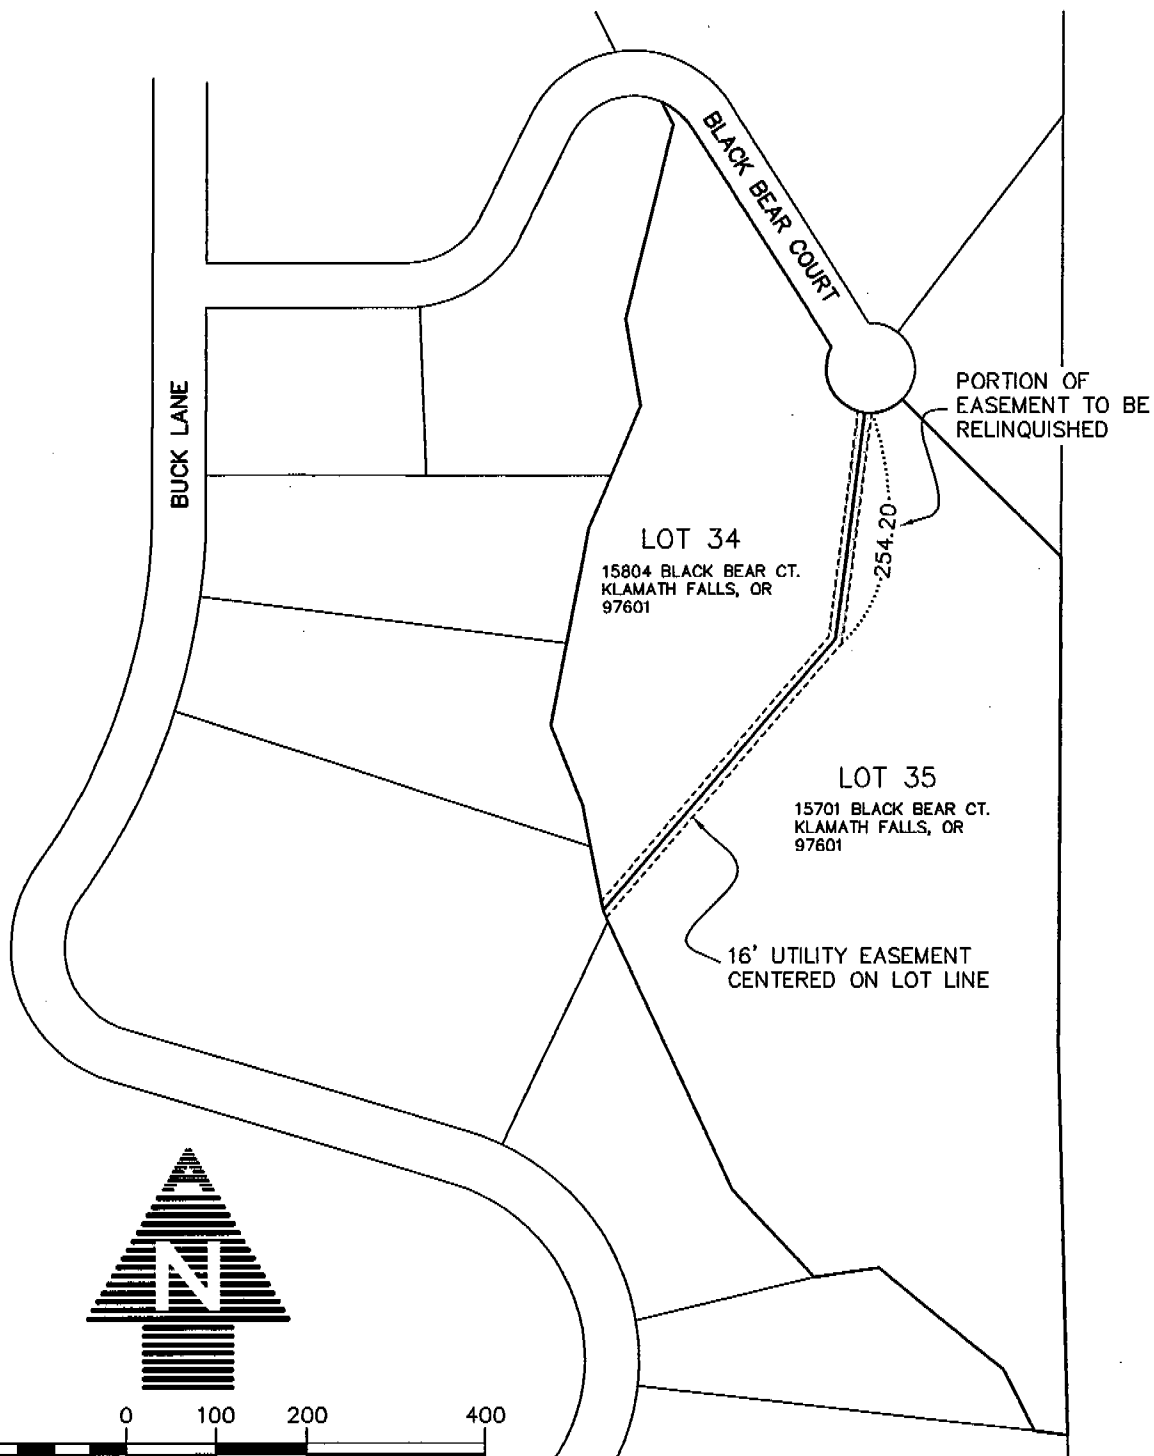 BLACK BEAR COURT
BUCK LANE
PORTION OF
EASEMENT TO BE
RELINQUISHED
254.20
LOT 34
15804 BLACK BEAR CT.
KLAMATH FALLS, OR
97601
LOT 35
15701 BLACK BEAR CT.
KLAMATH FALLS, OR
97601
16' UTILITY EASEMENT
CENTERED ON LOT LINE
N
0 100 200 400